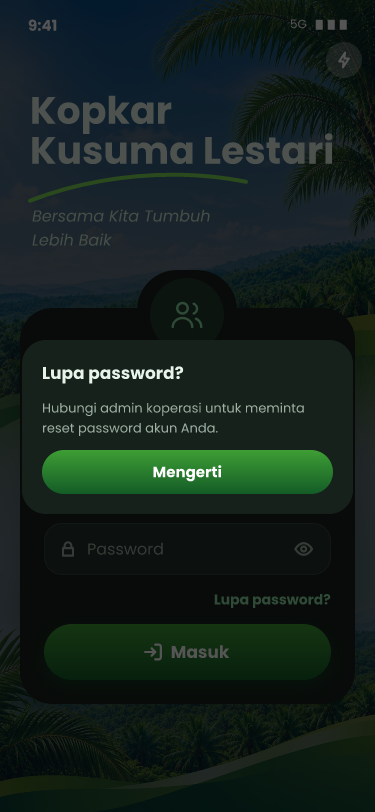 9:41
5G
Kopkar
Kusuma Lestari
Bersama Kita Tumbuh
Lebih Baik
Lupa password?
Hubungi admin koperasi untuk meminta
reset password akun Anda.
Mengerti
Password
Lupa password?
Masuk